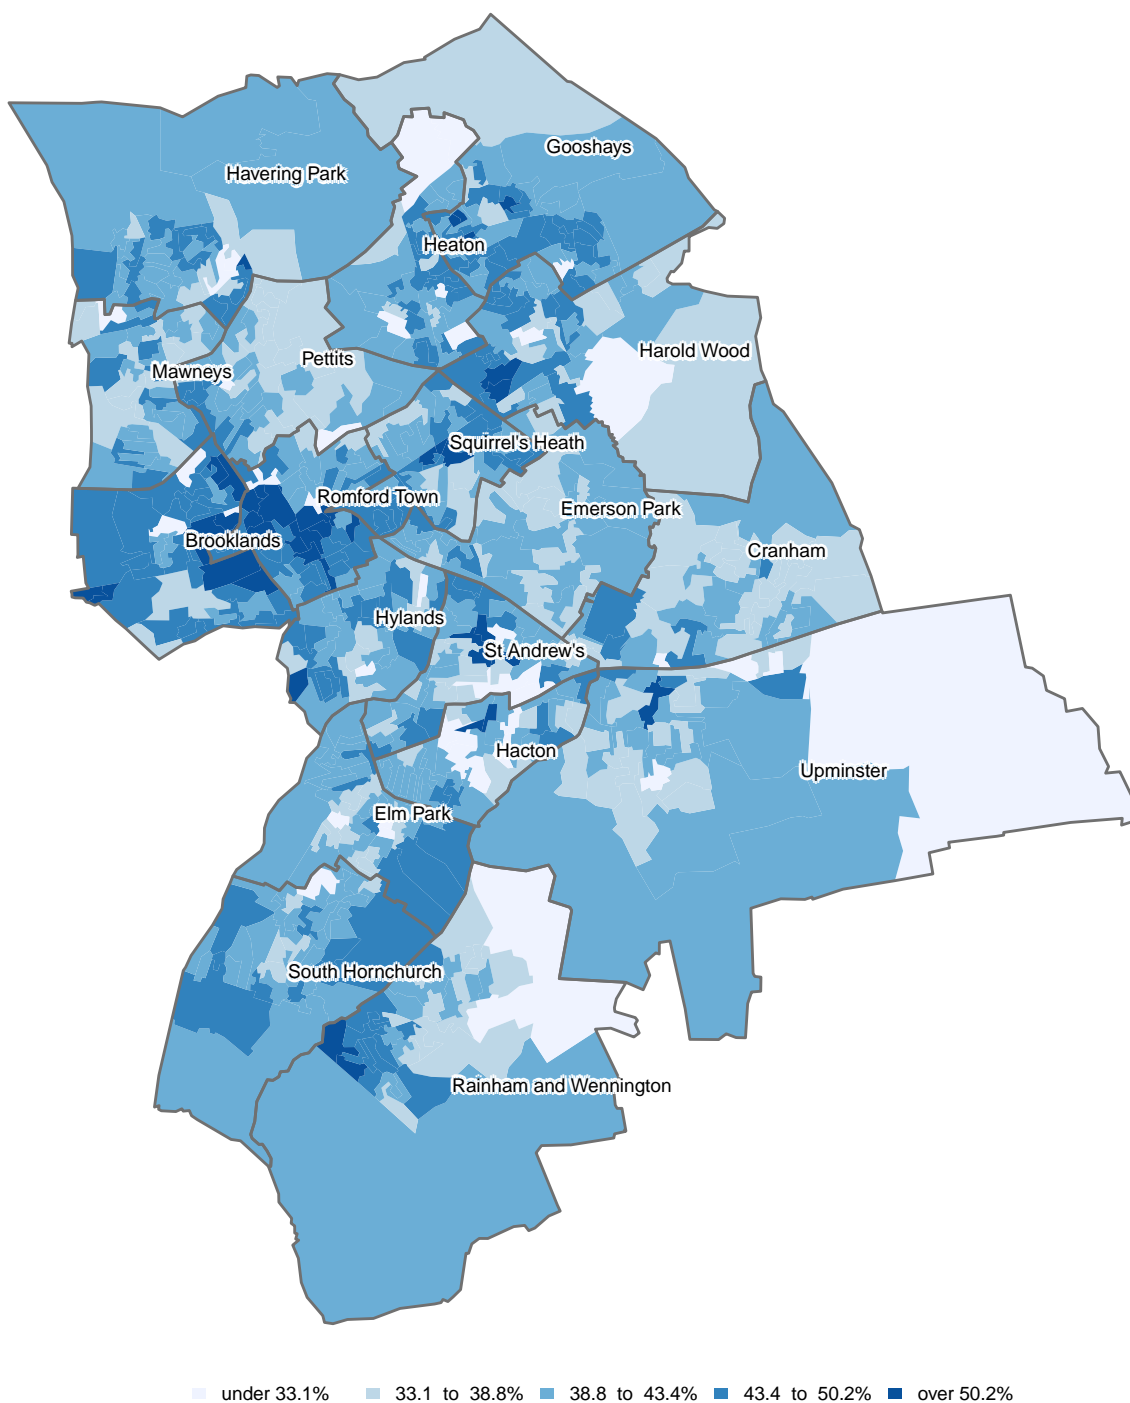 Gooshays
Havering Park
Heaton
Harold Wood
Pettits
Mawneys
Squirrel's Heath
Romford Town
Emerson Park
Brooklands
Cranham
Hylands
St Andrew's
Hacton
Upminster
Elm Park
South Hornchurch
Rainham and Wennington
under 33.1% 33.1 to 38.8% 38.8 to 43.4% 43.4 to 50.2% over 50.2%